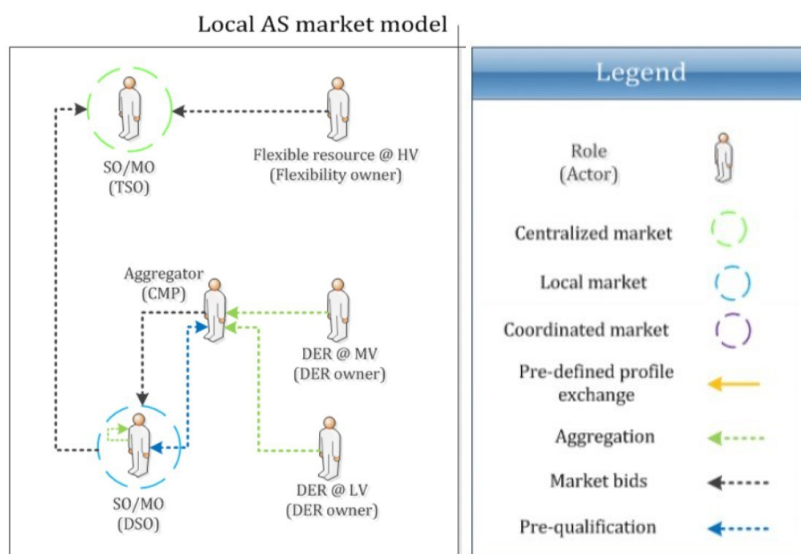 Local AS market model
SO/MO
(TSO)
Flexible resource @ HV
(Flexibility owner)
Aggregator
(CMP)
DER @ MV
(DER owner)
SO/MO
(DSO)
DER @ LV
(DER owner)
Legend
Role
(Actor)
Centralized market
Local market
Coordinated market
Pre-defined profile
exchange
Aggregation
Market bids
Pre-qualification